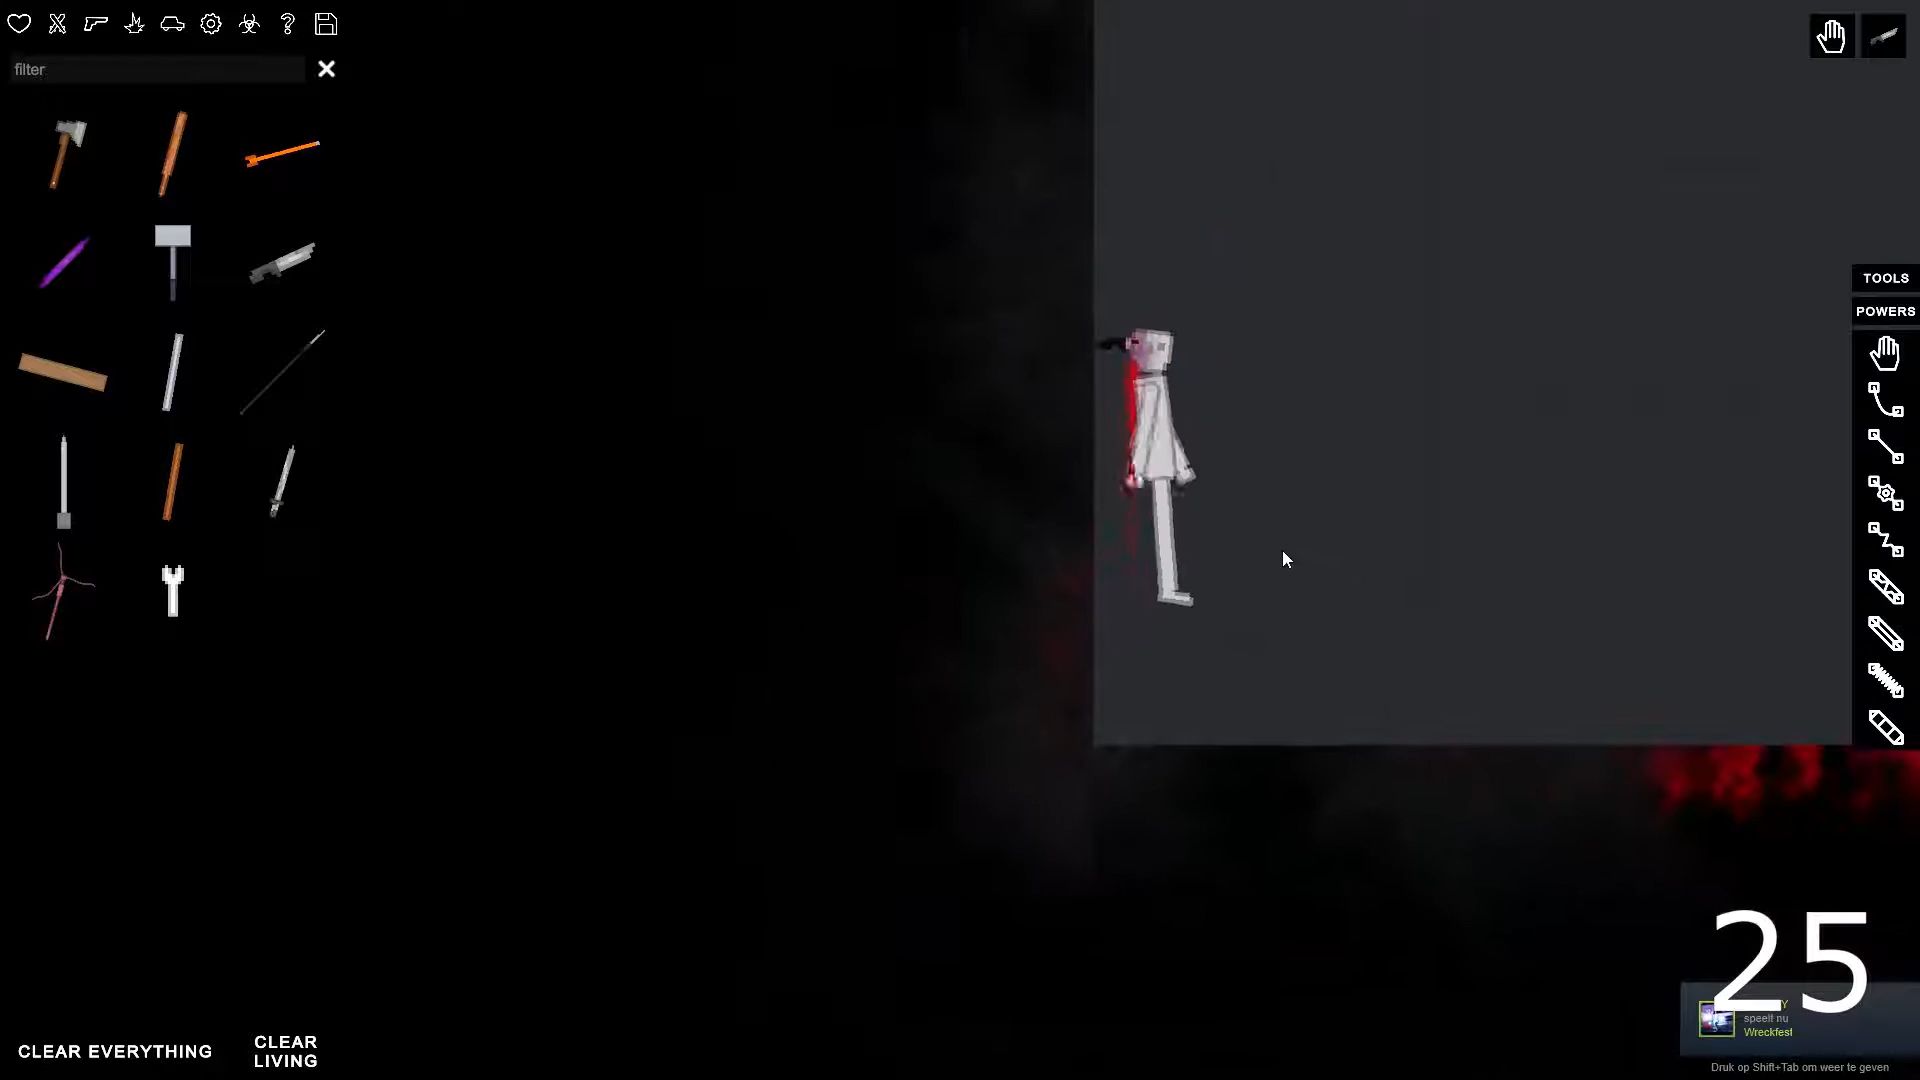 filter
TOOLS
POWERS
25
speelt nu
Wreckfest
Druk op Shift+Tab om weer te geven
CLEAR EVERYTHING
CLEAR
LIVING